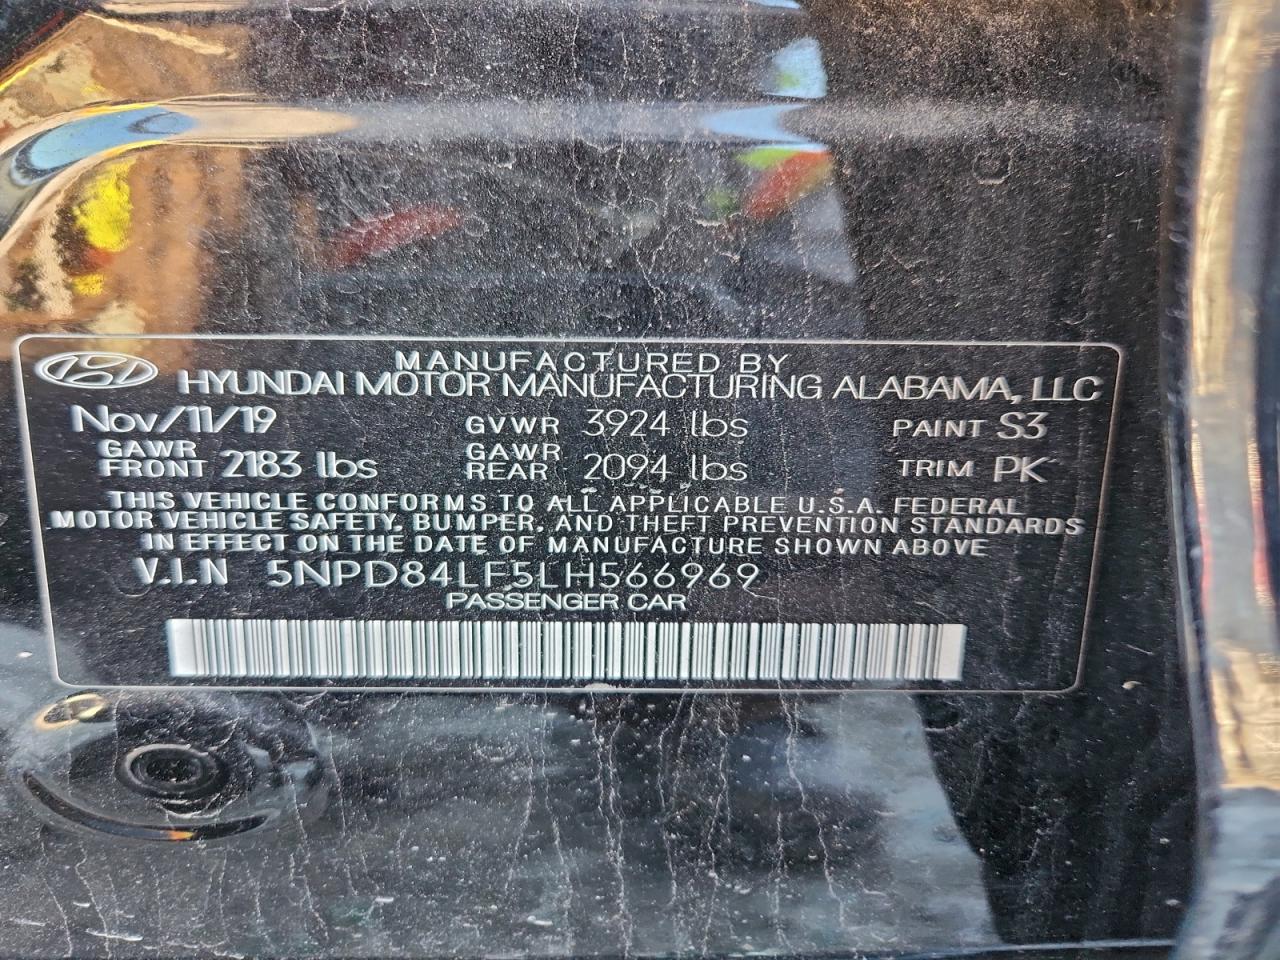 MANUFACTURED BY
HYUNDAI MOTOR MANUFACTURING ALABAMA, LLC
Nov/11/19 GVWR 3924 lbs PAINT S3
GAWR FRONT 2183 lbs GAWR REAR 2094 lbs TRIM PK
THIS VEHICLE CONFORMS TO ALL APPLICABLE U.S.A. FEDERAL
MOTOR VEHICLE SAFETY, BUMPER, AND THEFT PREVENTION STANDARDS
IN EFFECT ON THE DATE OF MANUFACTURE SHOWN ABOVE
V.I.N 5NPD84LF5LH566969
PASSENGER CAR